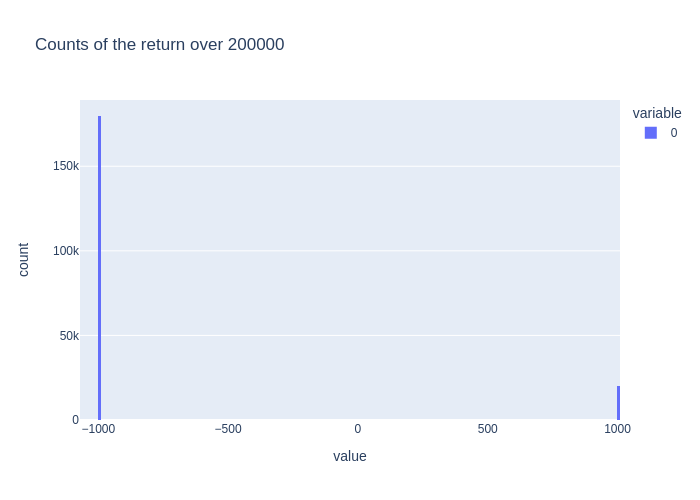 Counts of the return over 200000
variable
0
150k
100k
50k
0
count
−1000
−500
0
500
1000
value